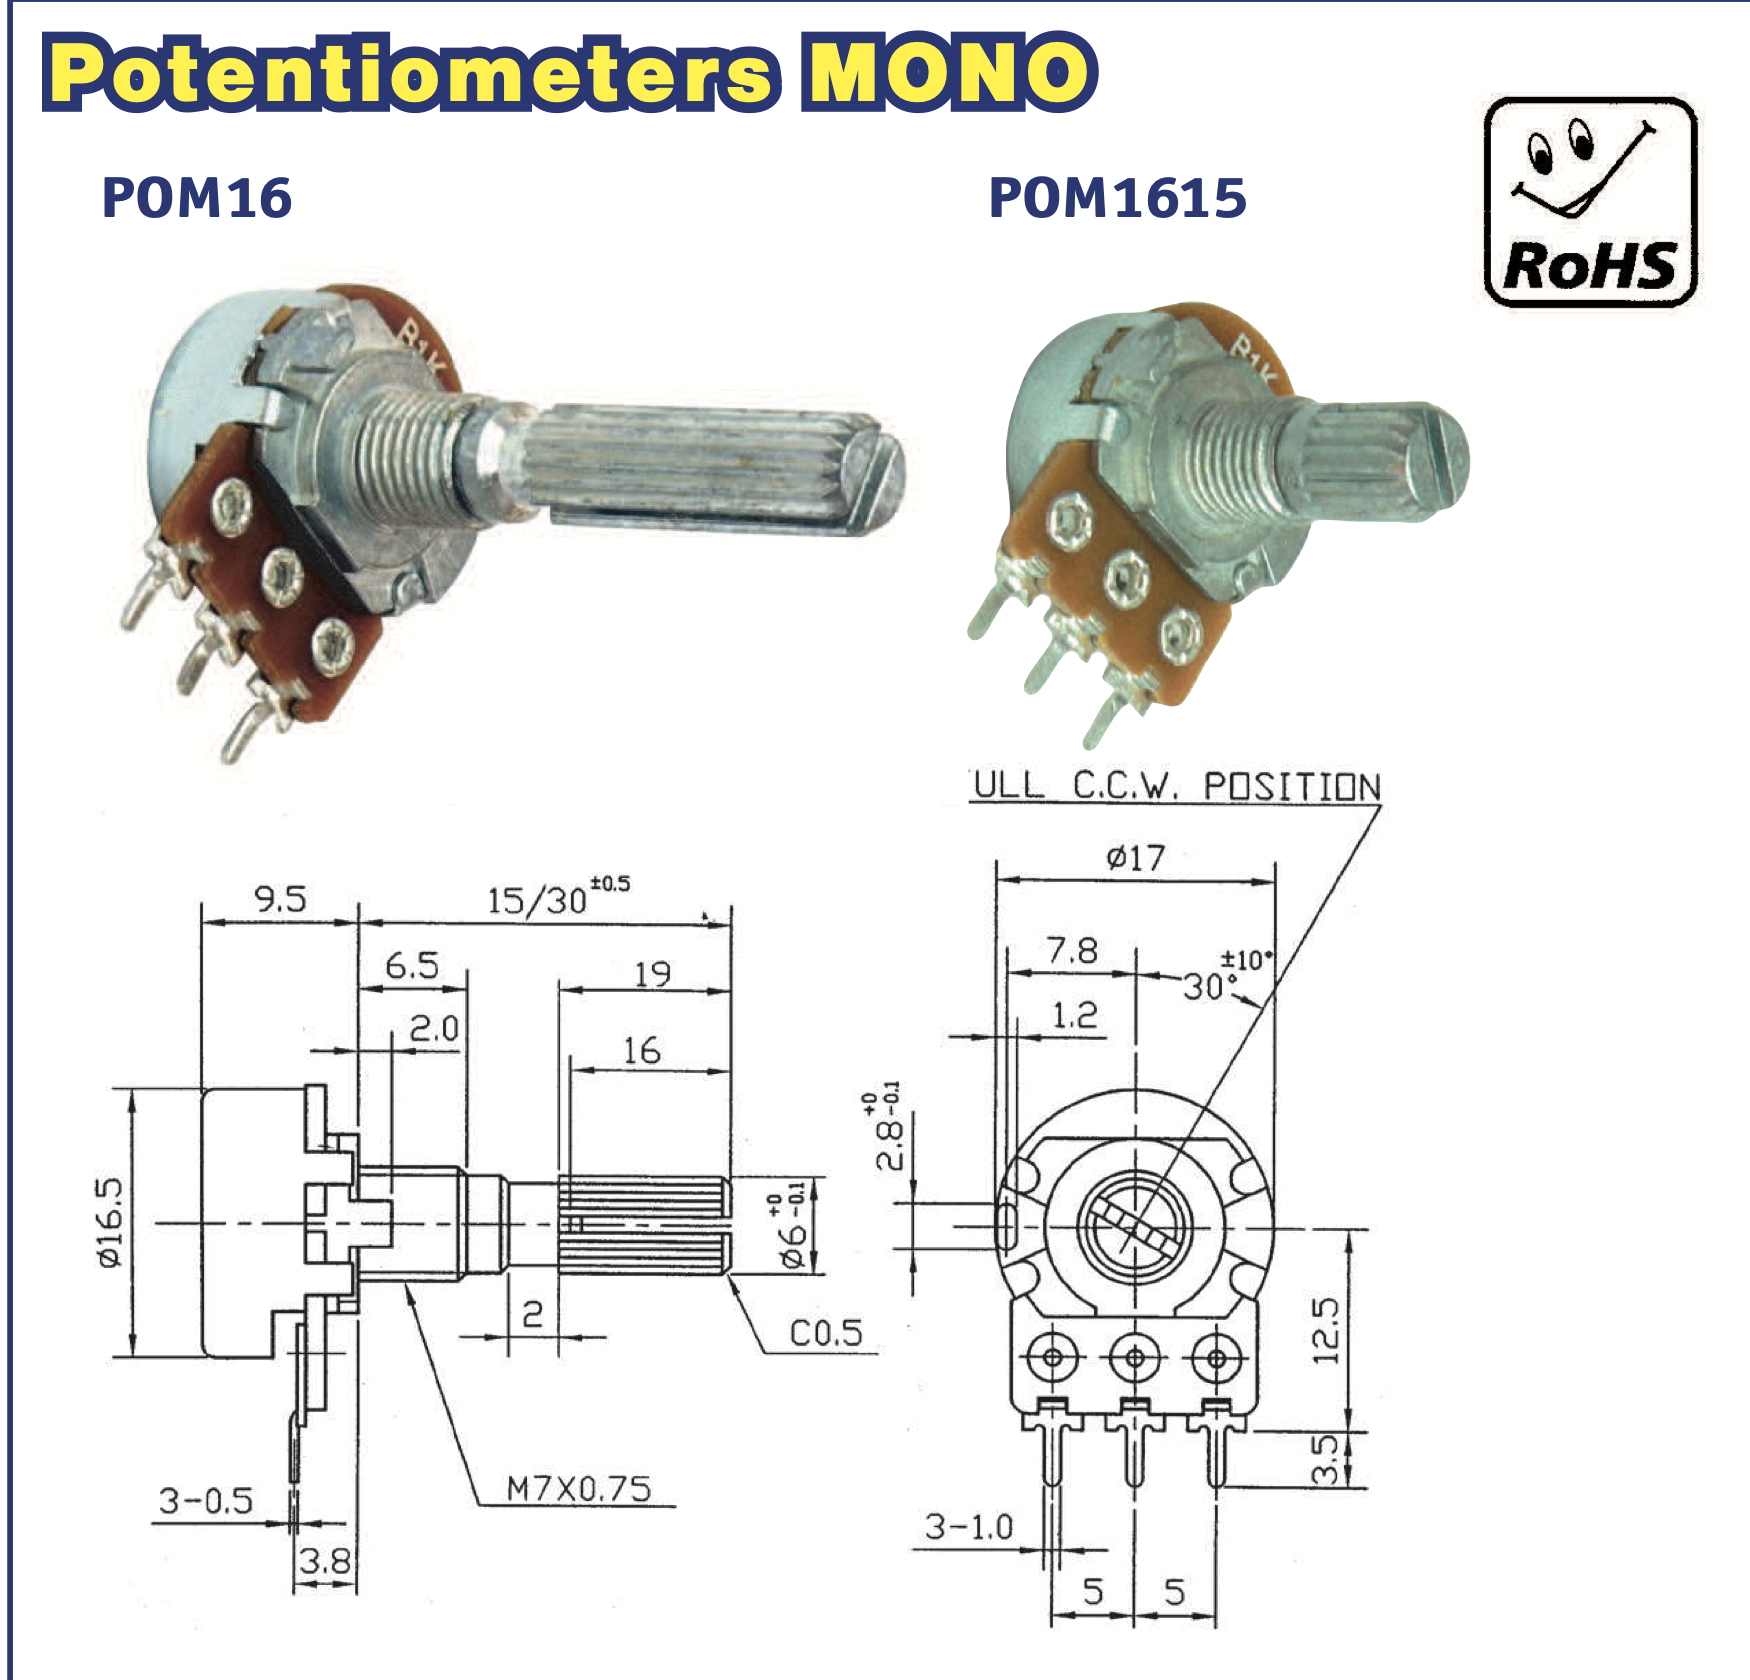 Potentiometers MONO
POM16
POM1615
RoHS
B1K
B1K
ULL C.C.W. POSITION
ø17
9.5
15/30 ±0.5
7.8
30° ±10°
6.5
19
1.2
2.0
16
2.8 +0 -0.1
ø16.5
ø6 +0 -0.1
2
C0.5
12.5
3.5
M7X0.75
3-0.5
3.8
3-1.0
5
5